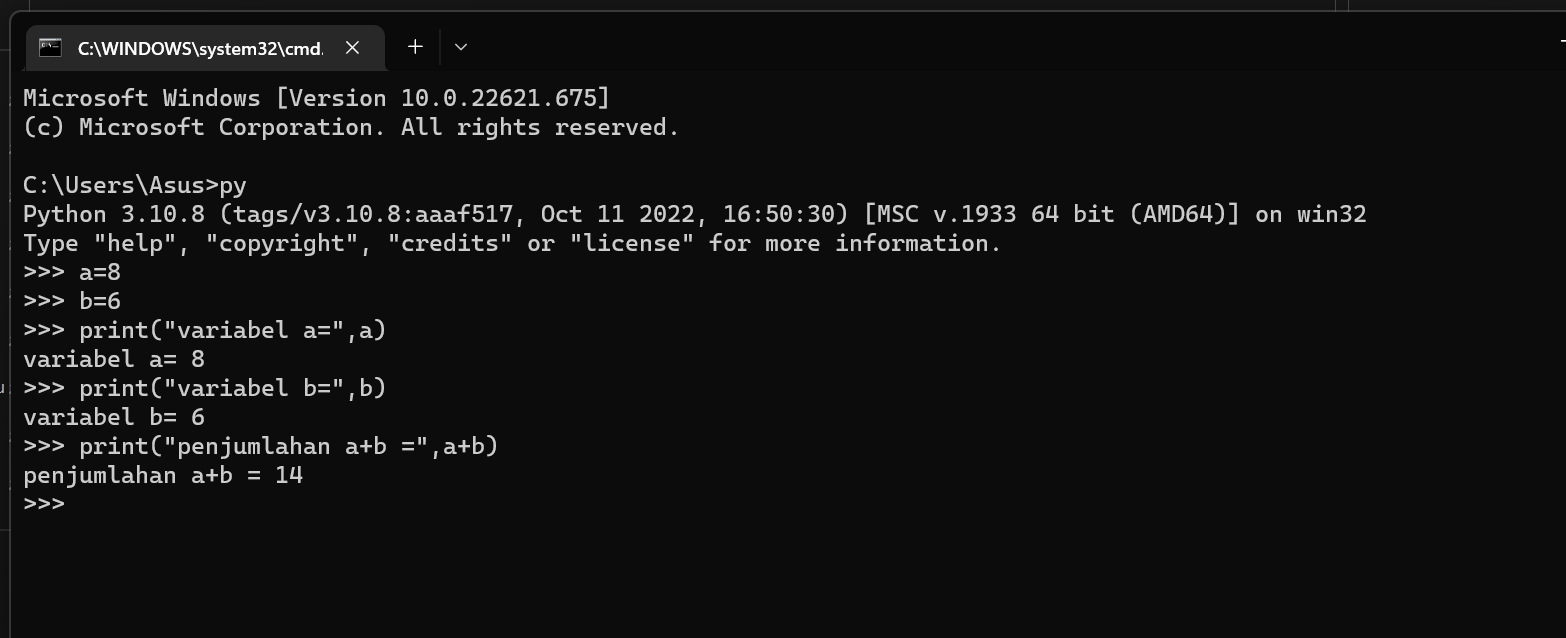 C:\WINDOWS\system32\cmd.
Microsoft Windows [Version 10.0.22621.675]
(c) Microsoft Corporation. All rights reserved.
C:\Users\Asus>py
Python 3.10.8 (tags/v3.10.8:aaaf517, Oct 11 2022, 16:50:30) [MSC v.1933 64 bit (AMD64)] on win32
Type "help", "copyright", "credits" or "license" for more information.
>>> a=8
>>> b=6
>>> print("variabel a=",a)
variabel a= 8
>>> print("variabel b=",b)
variabel b= 6
>>> print("penjumlahan a+b =",a+b)
penjumlahan a+b = 14
>>>